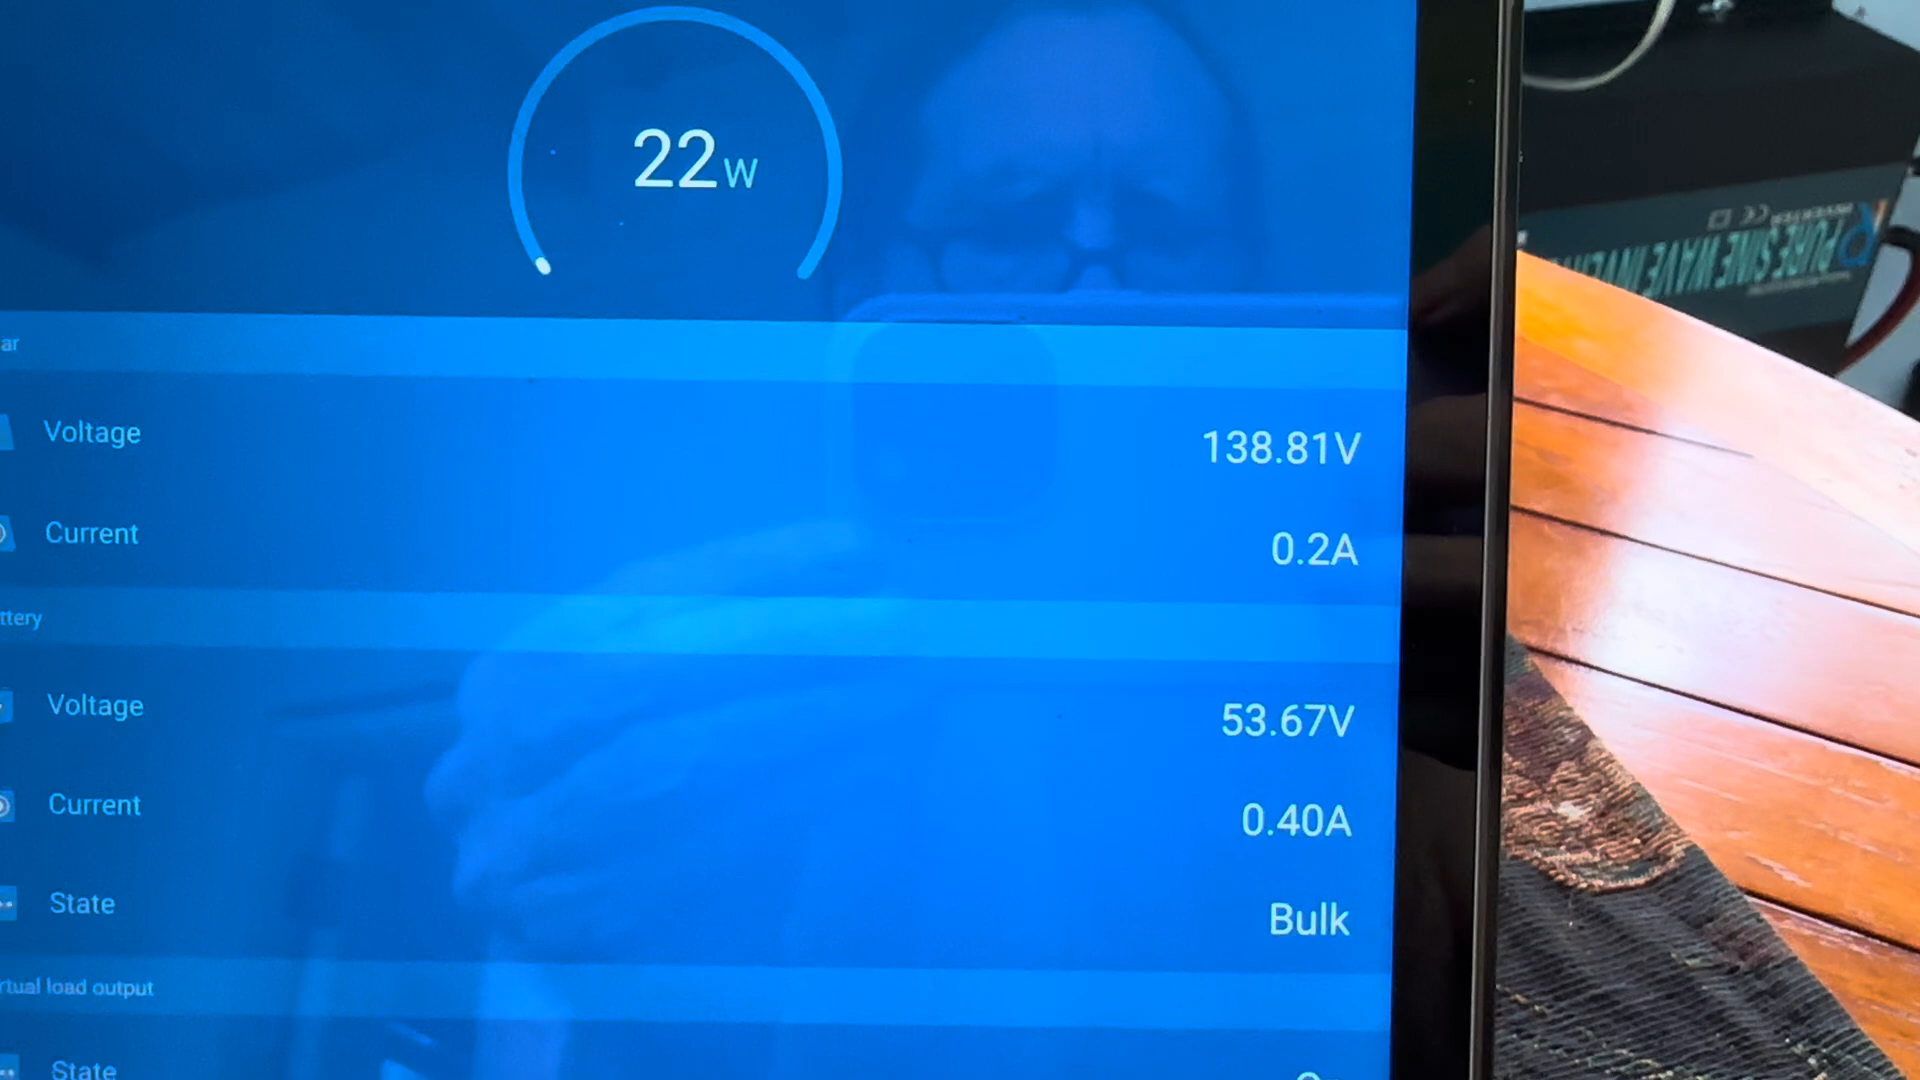 22W
ar
Voltage 138.81V
Current 0.2A
ttery
Voltage 53.67V
Current 0.40A
State Bulk
rtual load output
State
PURE SINE WAVE INVE
INVERTER